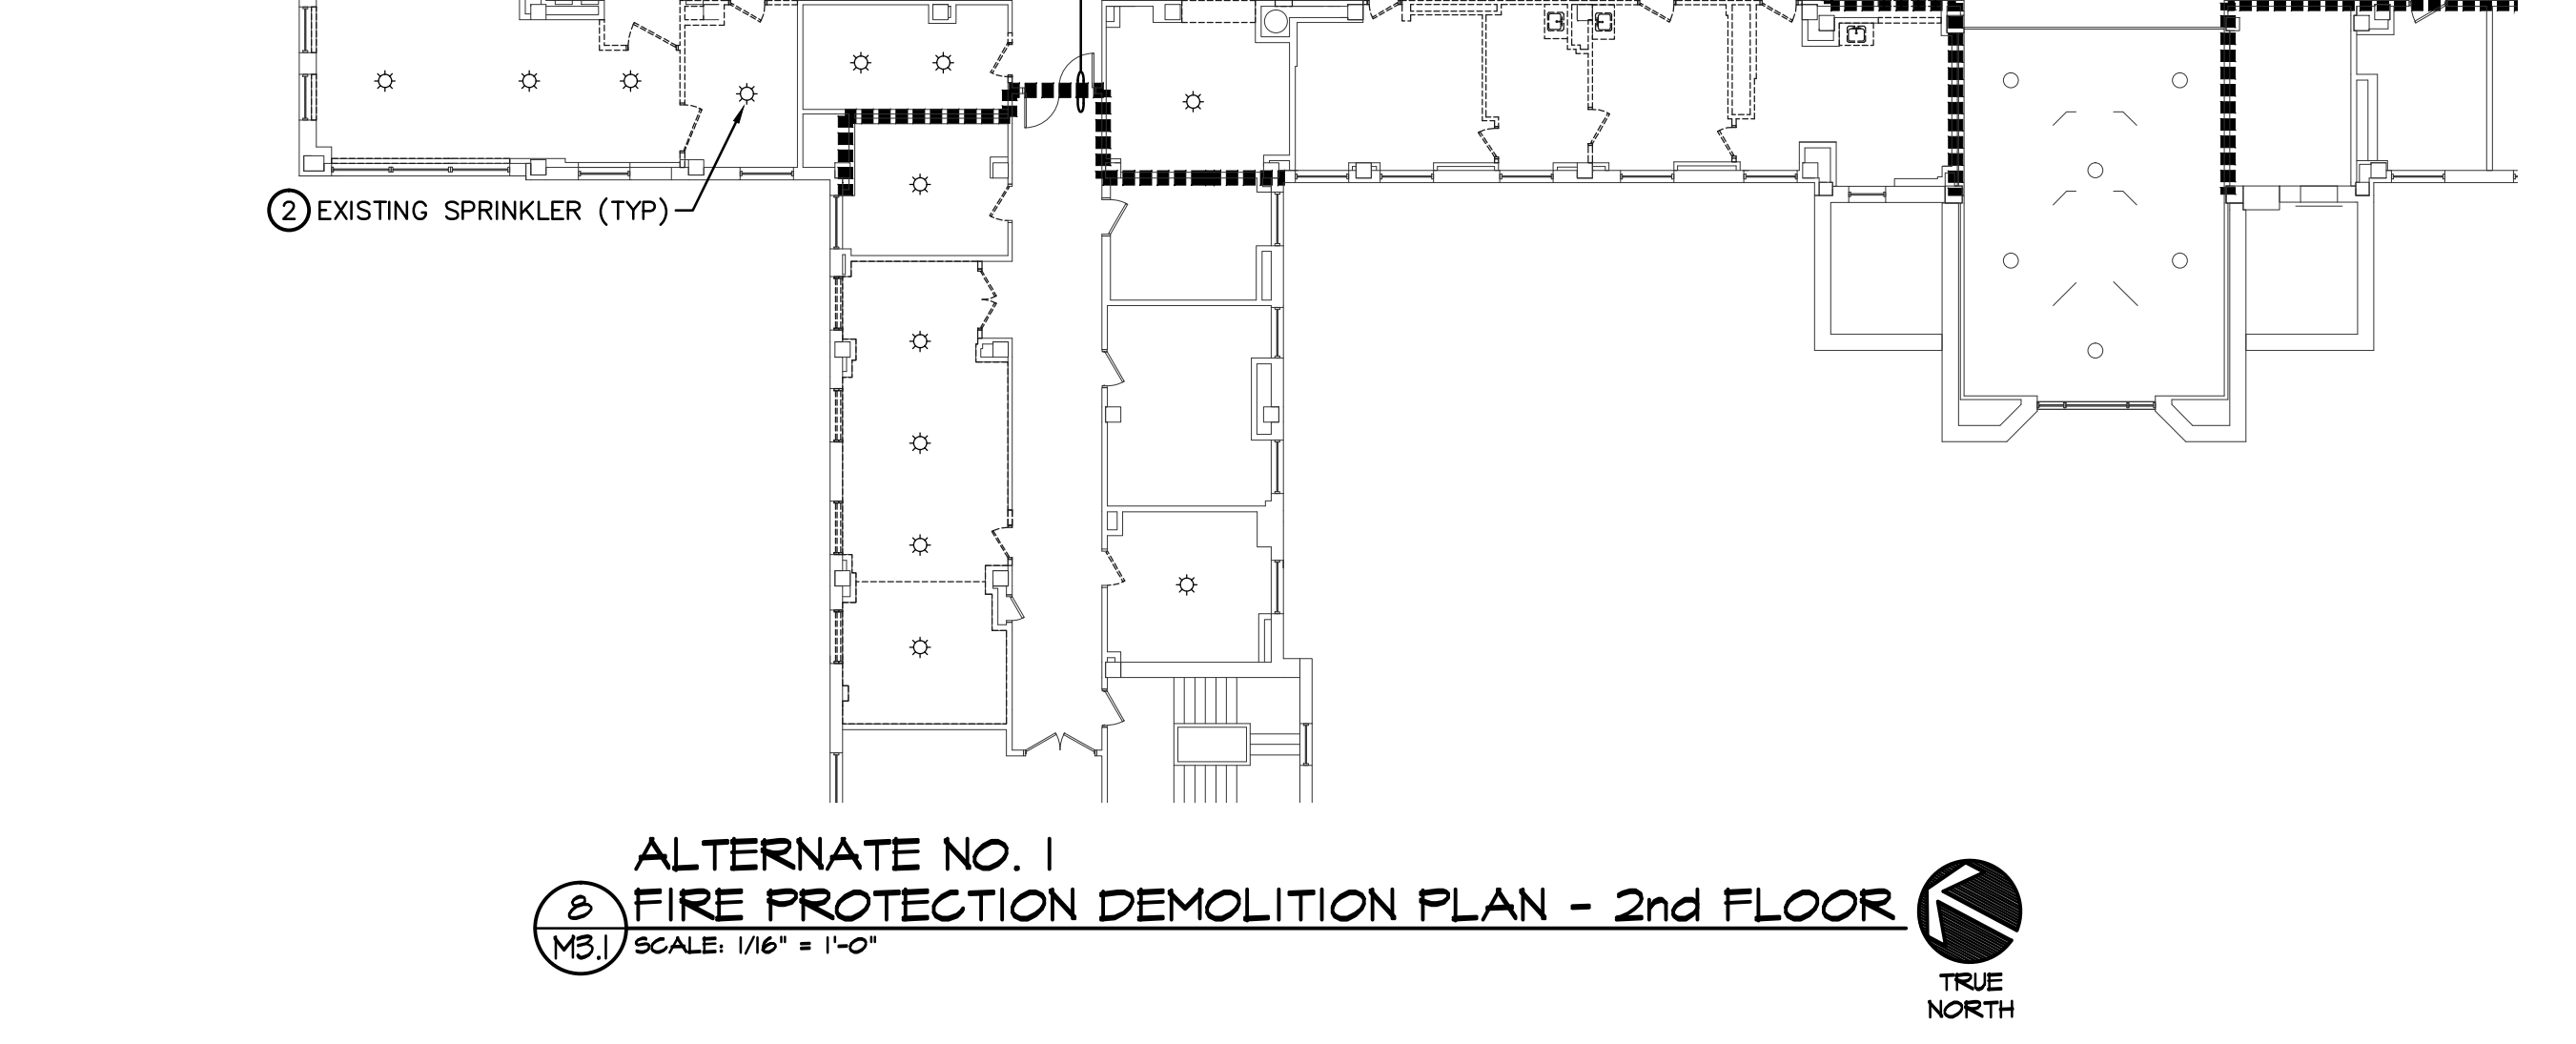 2 EXISTING SPRINKLER (TYP)
ALTERNATE NO. 1
8
FIRE PROTECTION DEMOLITION PLAN - 2nd FLOOR
M3.1
SCALE: 1/16" = 1'-0"
TRUE
NORTH